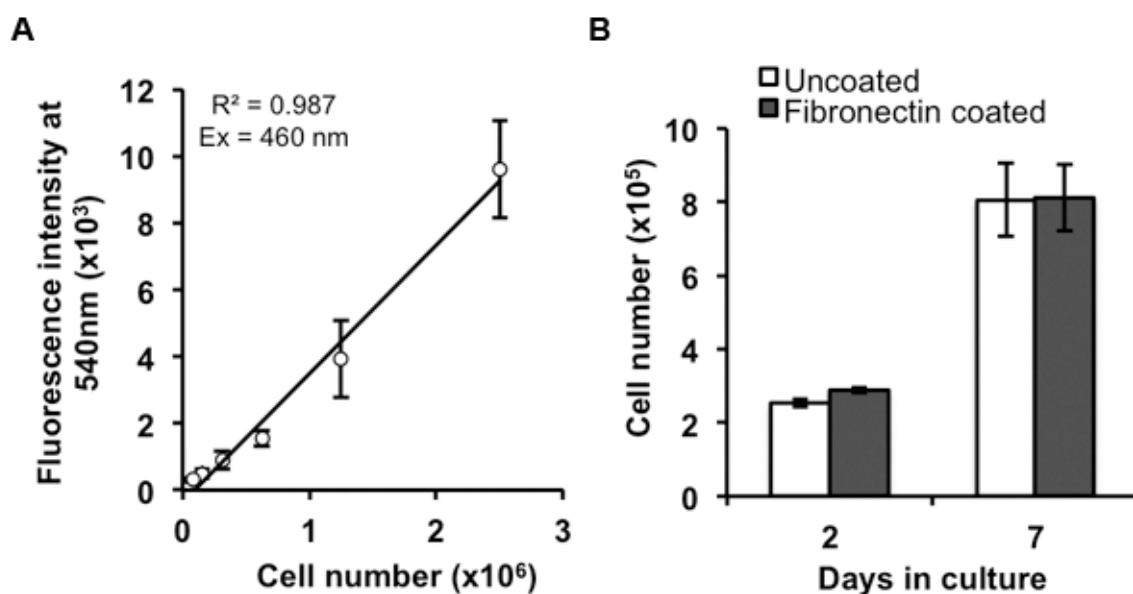 A
Fluorescence intensity at
540nm (x10³)
12
10
8
6
4
2
0
R² = 0.987
Ex = 460 nm
0 1 2 3
Cell number (x10⁶)
B
Uncoated
Fibronectin coated
Cell number (x10⁵)
10
8
6
4
2
0
2 7
Days in culture